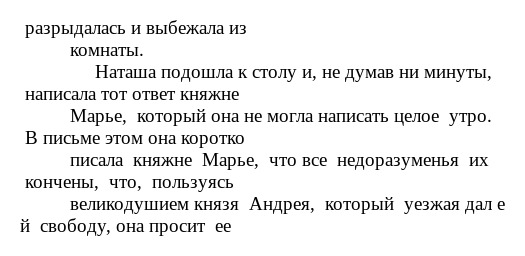 разрыдалась и выбежала из
комнаты.
Наташа подошла к столу и, не думав ни минуты,
написала тот ответ княжне
Марье, который она не могла написать целое утро.
В письме этом она коротко
писала княжне Марье, что все недоразуменья их
кончены, что, пользуясь
великодушием князя Андрея, который уезжая дал е
й свободу, она просит ее